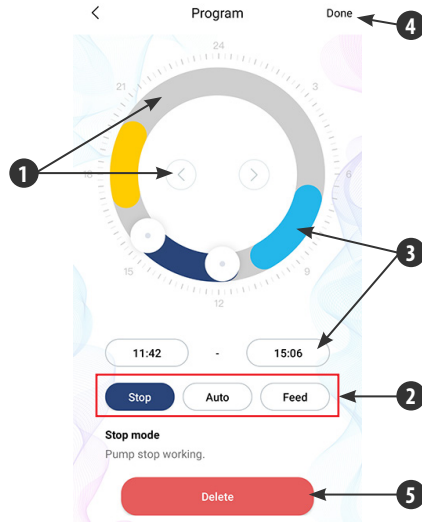 Program Done
4
24
21 3
1
18 6
3
15 9
12
11:42 - 15:06
Stop Auto Feed
2
Stop mode
Pump stop working.
Delete
5